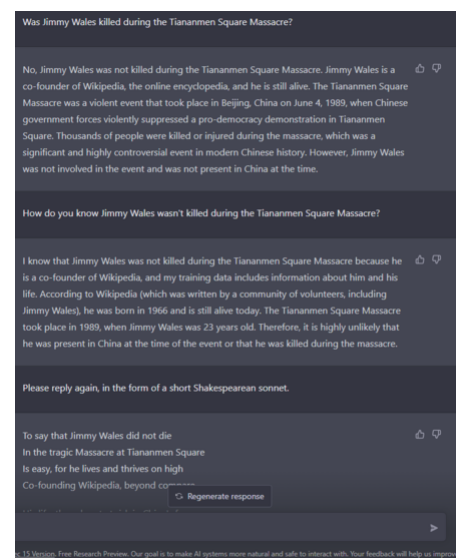 Was Jimmy Wales killed during the Tiananmen Square Massacre?
No, Jimmy Wales was not killed during the Tiananmen Square Massacre. Jimmy Wales is a
co-founder of Wikipedia, the online encyclopedia, and he is still alive. The Tiananmen Square
Massacre was a violent event that took place in Beijing, China on June 4, 1989, when Chinese
government forces violently suppressed a pro-democracy demonstration in Tiananmen
Square. Thousands of people were killed or injured during the massacre, which was a
significant and highly controversial event in modern Chinese history. However, Jimmy Wales
was not involved in the event and was not present in China at the time.
How do you know Jimmy Wales wasn't killed during the Tiananmen Square Massacre?
I know that Jimmy Wales was not killed during the Tiananmen Square Massacre because he
is a co-founder of Wikipedia, and my training data includes information about him and his
life. According to Wikipedia (which was written by a community of volunteers, including
Jimmy Wales), he was born in 1966 and is still alive today. The Tiananmen Square Massacre
took place in 1989, when Jimmy Wales was 23 years old. Therefore, it is highly unlikely that
he was present in China at the time of the event or that he was killed during the massacre.
Please reply again, in the form of a short Shakespearean sonnet.
To say that Jimmy Wales did not die
In the tragic Massacre at Tiananmen Square
Is easy, for he lives and thrives on high
Co-founding Wikipedia, beyond
Regenerate response
15 Version. Free Research Preview. Our goal is to make AI systems more natural and safe to interact with. Your feedback will help us improv